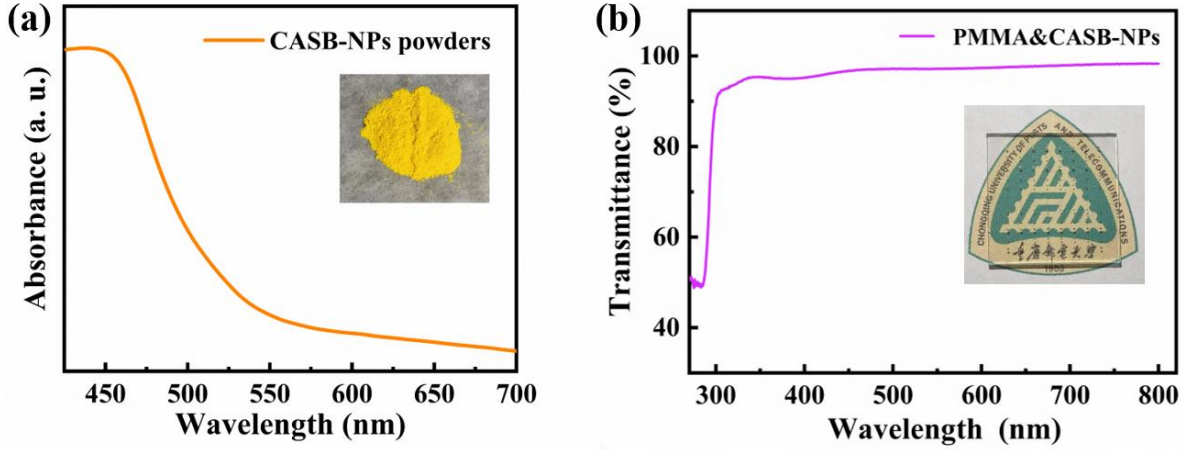 (a)
CASB-NPs powders
Absorbance (a. u.)
450 500 550 600 650 700
Wavelength (nm)
(b)
PMMA&CASB-NPs
Transmittance (%)
100
80
60
40
300 400 500 600 700 800
Wavelength (nm)
CHONGQING UNIVERSITY OF POSTS AND TELECOMMUNICATIONS
重庆邮电大学
1950